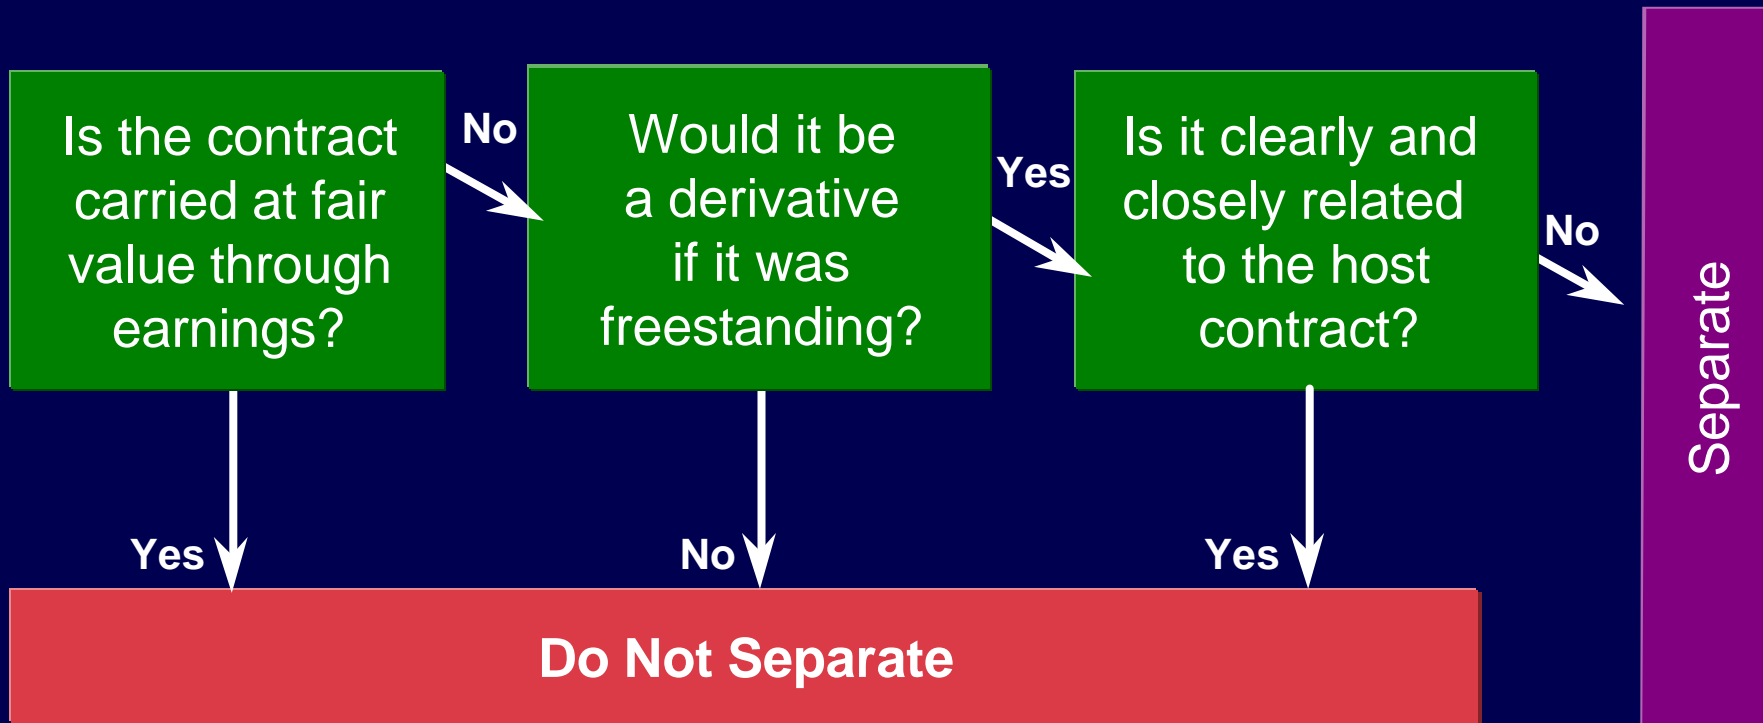 Is the contract
carried at fair
value through
earnings?
No
Would it be
a derivative
if it was
freestanding?
Yes
Is it clearly and
closely related
to the host
contract?
No
Separate
Yes
No
Yes
Do Not Separate